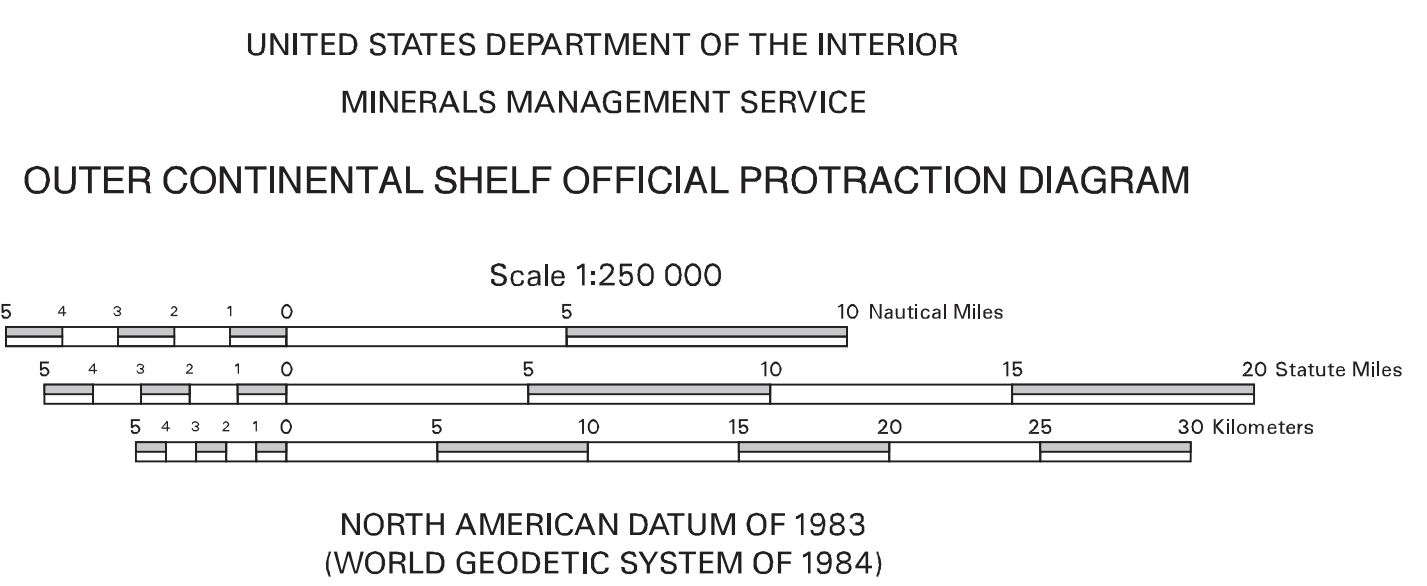 UNITED STATES DEPARTMENT OF THE INTERIOR
MINERALS MANAGEMENT SERVICE
OUTER CONTINENTAL SHELF OFFICIAL PROTRACTION DIAGRAM
Scale 1:250 000
5 4 3 2 1 0 5 10 Nautical Miles
5 4 3 2 1 0 5 10 15 20 Statute Miles
5 4 3 2 1 0 5 10 15 20 25 30 Kilometers
NORTH AMERICAN DATUM OF 1983
(WORLD GEODETIC SYSTEM OF 1984)